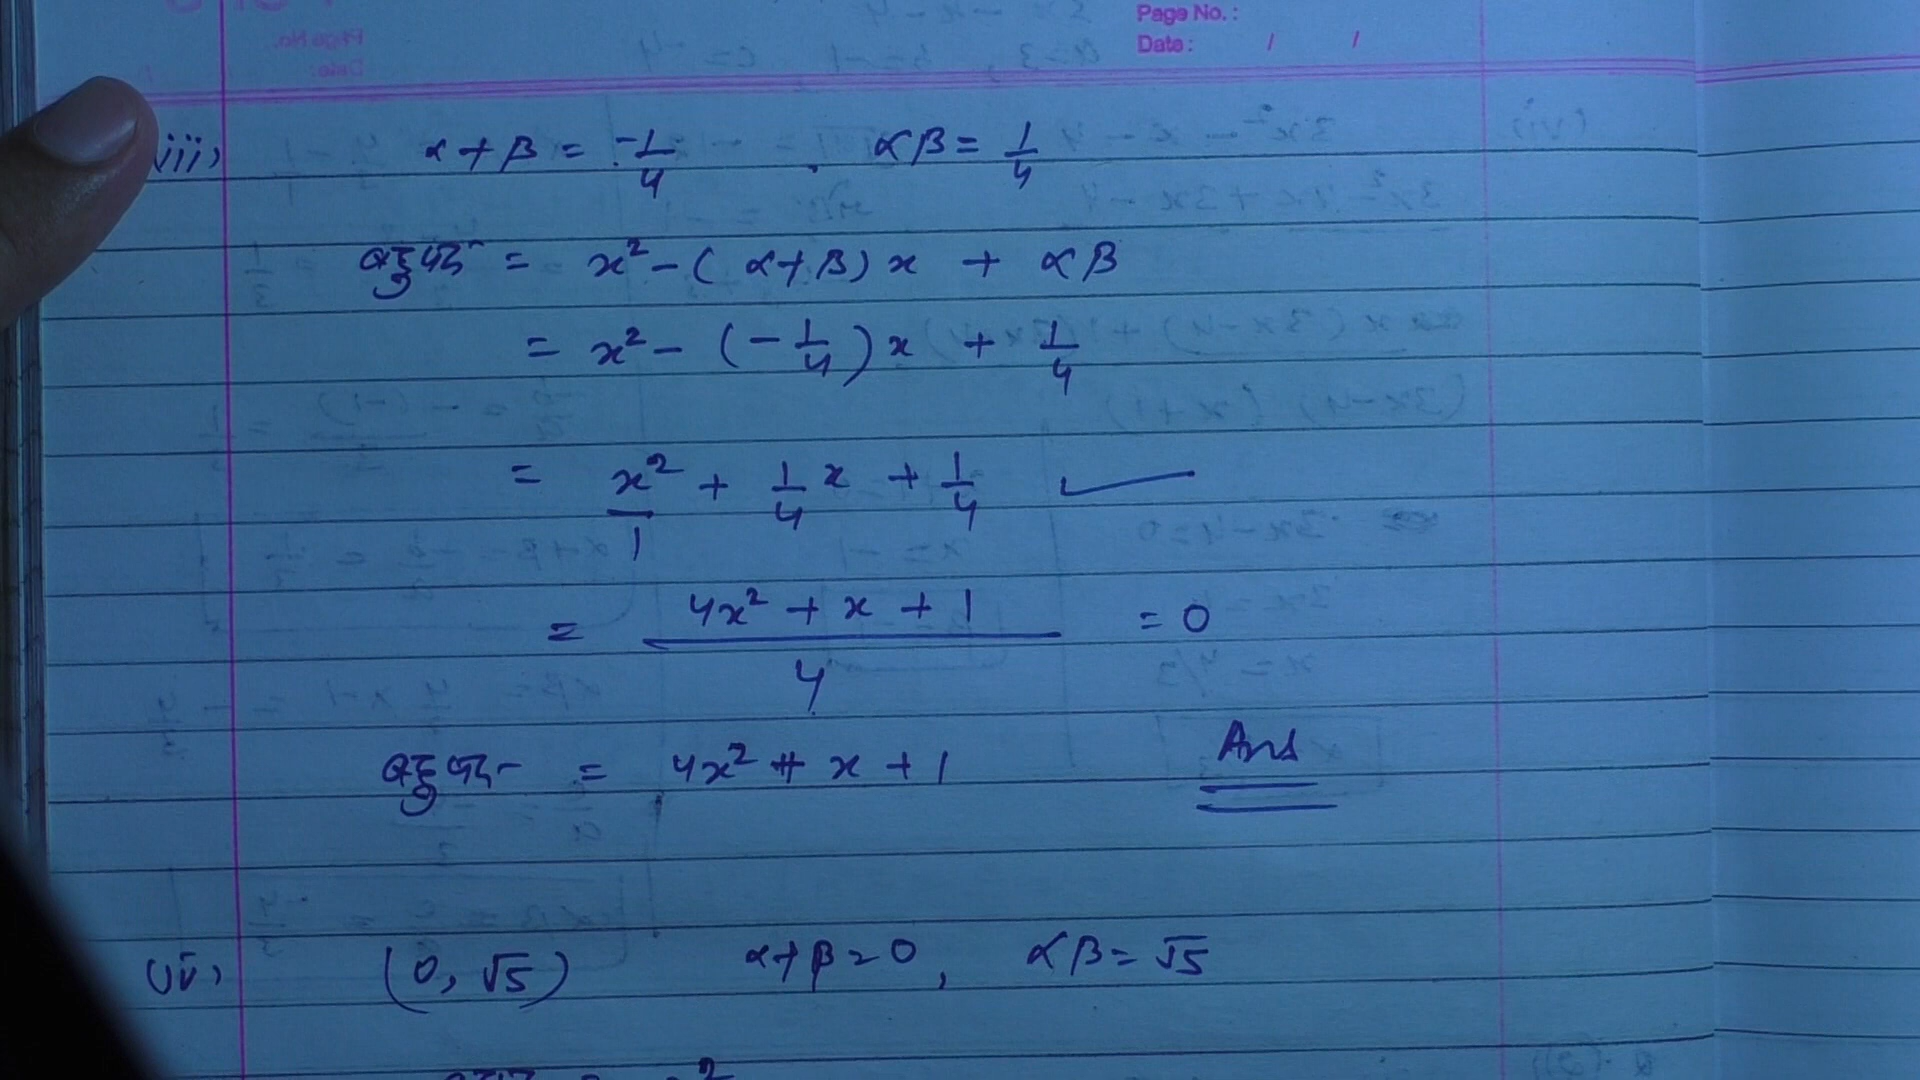 Page No. :
Date : / /
iii) α+β = -1/4 . αβ = 1/4
बहुपद = x² - (α+β) x + αβ
= x² - (-1/4) x + 1/4
= x²/1 + 1/4 x + 1/4
= (4x² + x + 1)/4 = 0
बहुपद = 4x² + x + 1 Ans
(iv) (0, √5) α+β = 0, αβ = √5